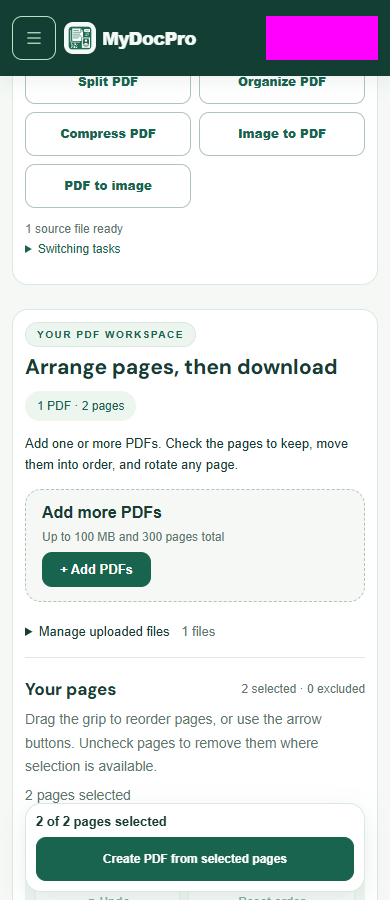 MyDocPro
Split PDF
Organize PDF
Compress PDF
Image to PDF
PDF to image
1 source file ready
Switching tasks
YOUR PDF WORKSPACE
Arrange pages, then download
1 PDF · 2 pages
Add one or more PDFs. Check the pages to keep, move
them into order, and rotate any page.
Add more PDFs
Up to 100 MB and 300 pages total
+ Add PDFs
Manage uploaded files 1 files
Your pages
2 selected · 0 excluded
Drag the grip to reorder pages, or use the arrow
buttons. Uncheck pages to remove them where
selection is available.
2 pages selected
2 of 2 pages selected
Create PDF from selected pages